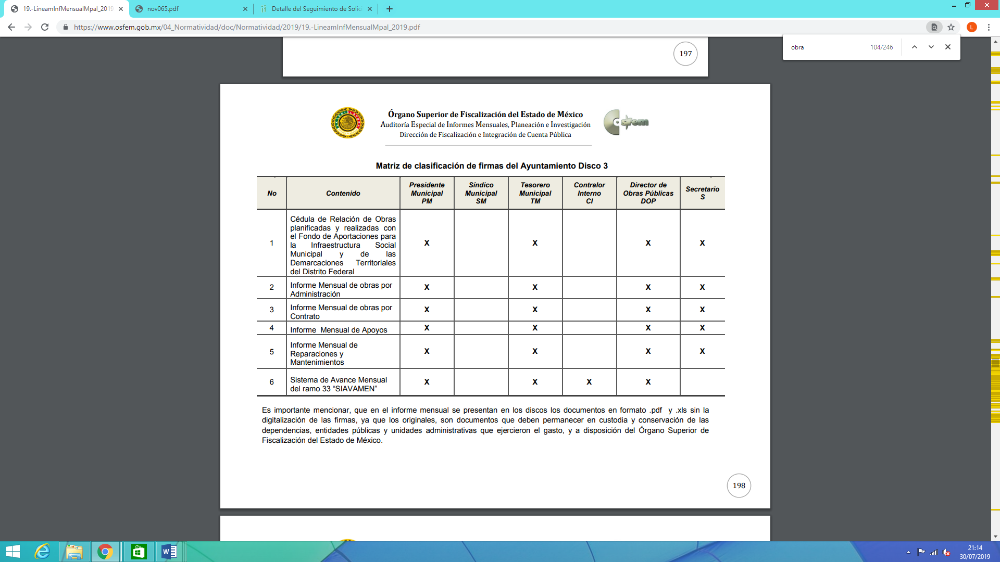 19.-LineamInfMensualMpal_2019
nov065.pdf
Detalle del Seguimiento de Solici
https://www.osfem.gob.mx/04_Normatividad/doc/Normatividad/2019/19.-LineamInfMensualMpal_2019.pdf
L
obra
104/246
197
Órgano Superior de Fiscalización del Estado de México
Auditoría Especial de Informes Mensuales, Planeación e Investigación
Dirección de Fiscalización e Integración de Cuenta Pública
osfem
Matriz de clasificación de firmas del Ayuntamiento Disco 3
No
Contenido
Presidente
Municipal
PM
Síndico
Municipal
SM
Tesorero
Municipal
TM
Contralor
Interno
CI
Director de
Obras Públicas
DOP
Secretario
S
1
Cédula de Relación de Obras
planificadas y realizadas con
el Fondo de Aportaciones para
la Infraestructura Social
Municipal y de las
Demarcaciones Territoriales
del Distrito Federal
X X X X
2
Informe Mensual de obras por
Administración
X X X X
3
Informe Mensual de obras por
Contrato
X X X X
4
Informe Mensual de Apoyos
X X X X
5
Informe Mensual de
Reparaciones y
Mantenimientos
X X X X
6
Sistema de Avance Mensual
del ramo 33 “SIAVAMEN”
X X X X
Es importante mencionar, que en el informe mensual se presentan en los discos los documentos en formato .pdf y .xls sin la
digitalización de las firmas, ya que los originales, son documentos que deben permanecer en custodia y conservación de las
dependencias, entidades públicas y unidades administrativas que ejercieron el gasto, y a disposición del Órgano Superior de
Fiscalización del Estado de México.
198
21:14
30/07/2019